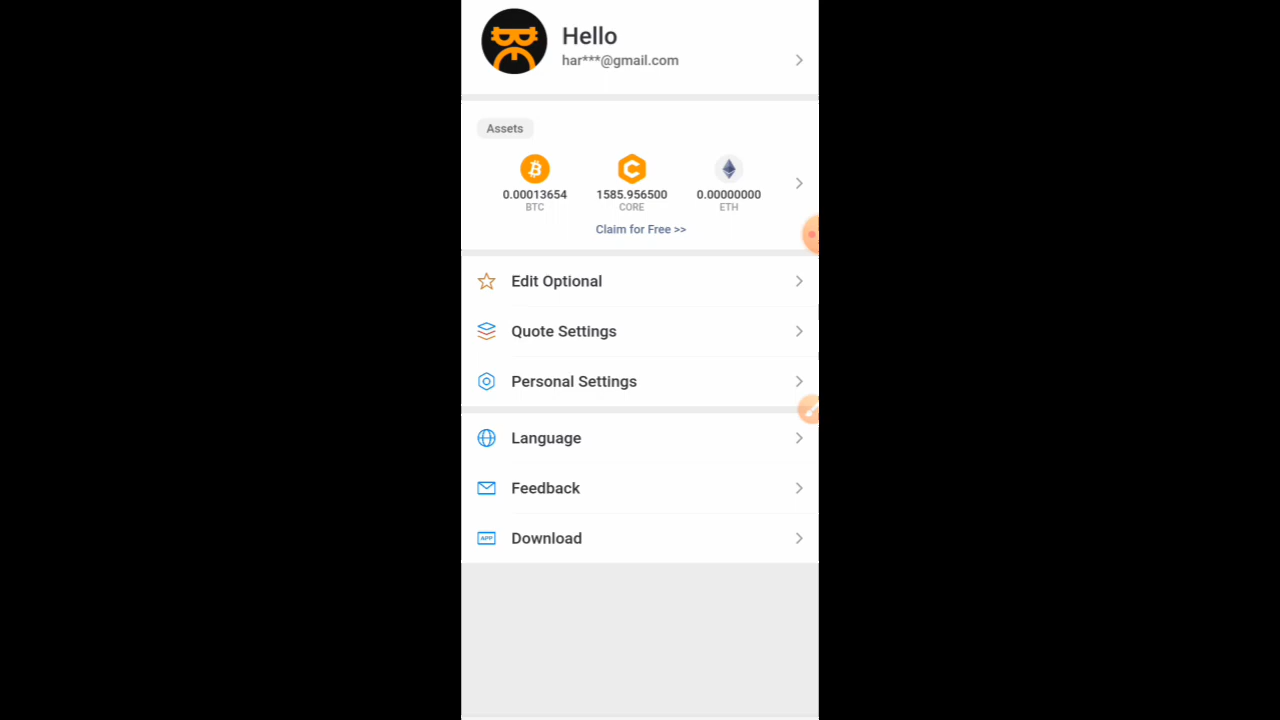 Hello
har***@gmail.com
Assets
0.00013654 1585.956500 0.00000000
BTC CORE ETH
Claim for Free >>
Edit Optional
Quote Settings
Personal Settings
Language
Feedback
APP Download